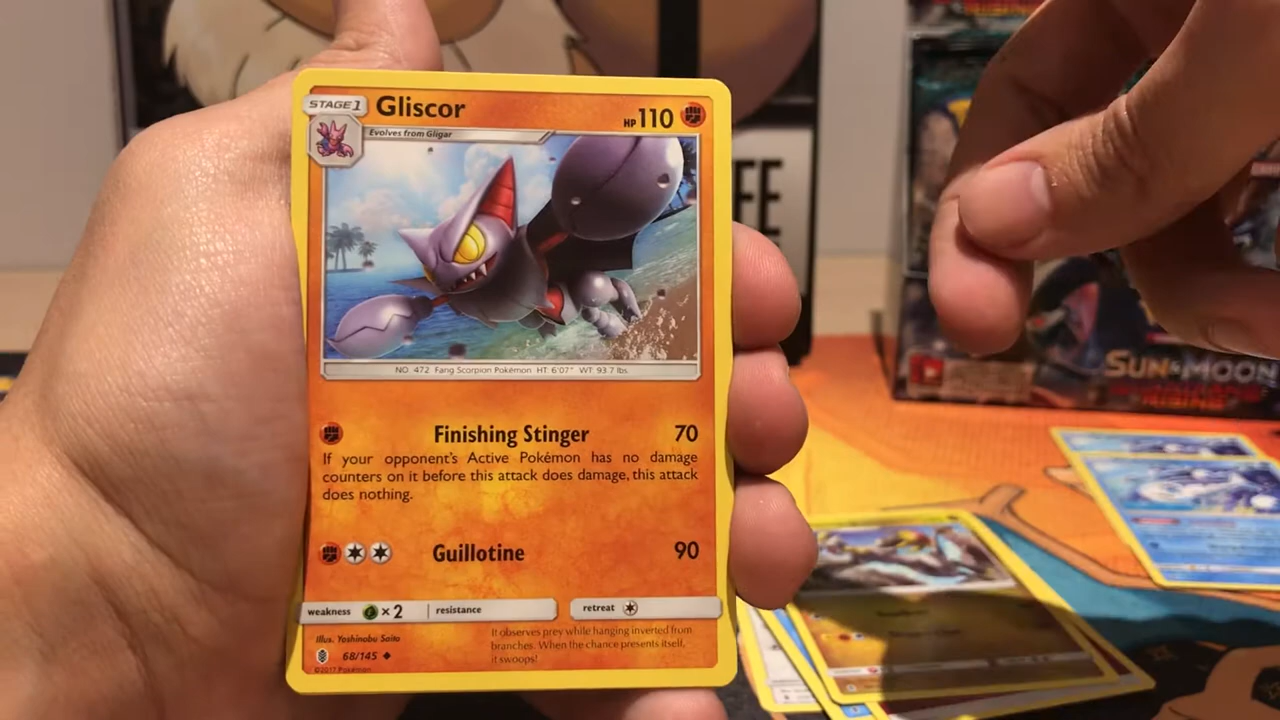 STAGE 1
Gliscor
HP 110
Evolves from Gligar
NO. 472 Fang Scorpion Pokémon HT: 6'07" WT: 93.7 lbs.
Finishing Stinger 70
If your opponent's Active Pokémon has no damage
counters on it before this attack does damage, this attack
does nothing.
Guillotine 90
weakness ×2 resistance retreat
Illus. Yoshinobu Saito
68/145
©2017 Pokémon
It observes prey while hanging inverted from
branches. When the chance presents itself,
it swoops!
FE
SUN & MOON
RISING